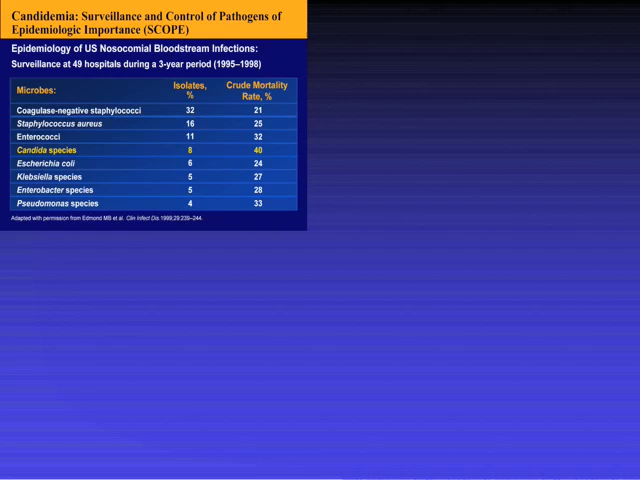 Candidemia: Surveillance and Control of Pathogens of
Epidemiologic Importance (SCOPE)
Epidemiology of US Nosocomial Bloodstream Infections:
Surveillance at 49 hospitals during a 3-year period (1995–1998)
Microbes: Isolates, % Crude Mortality Rate, %
Coagulase-negative staphylococci 32 21
Staphylococcus aureus 16 25
Enterococci 11 32
Candida species 8 40
Escherichia coli 6 24
Klebsiella species 5 27
Enterobacter species 5 28
Pseudomonas species 4 33
Adapted with permission from Edmond MB et al. Clin Infect Dis. 1999;29:239–244.